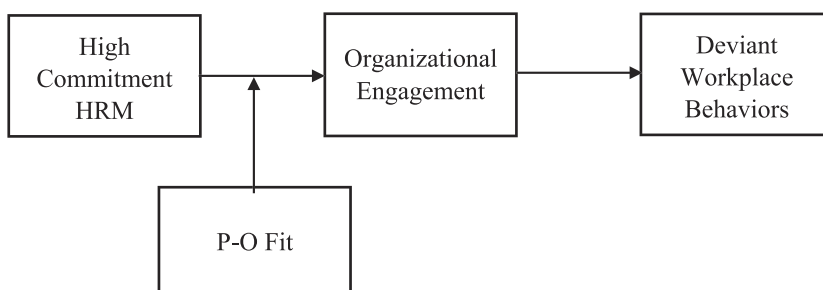 High
Commitment
HRM
Organizational
Engagement
Deviant
Workplace
Behaviors
P-O Fit